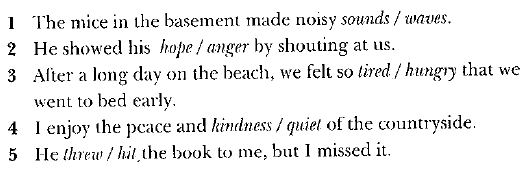 1 The mice in the basement made noisy sounds / waves.
2 He showed his hope / anger by shouting at us.
3 After a long day on the beach, we felt so tired / hungry that we
went to bed early.
4 I enjoy the peace and kindness / quiet of the countryside.
5 He threw / hit the book to me, but I missed it.